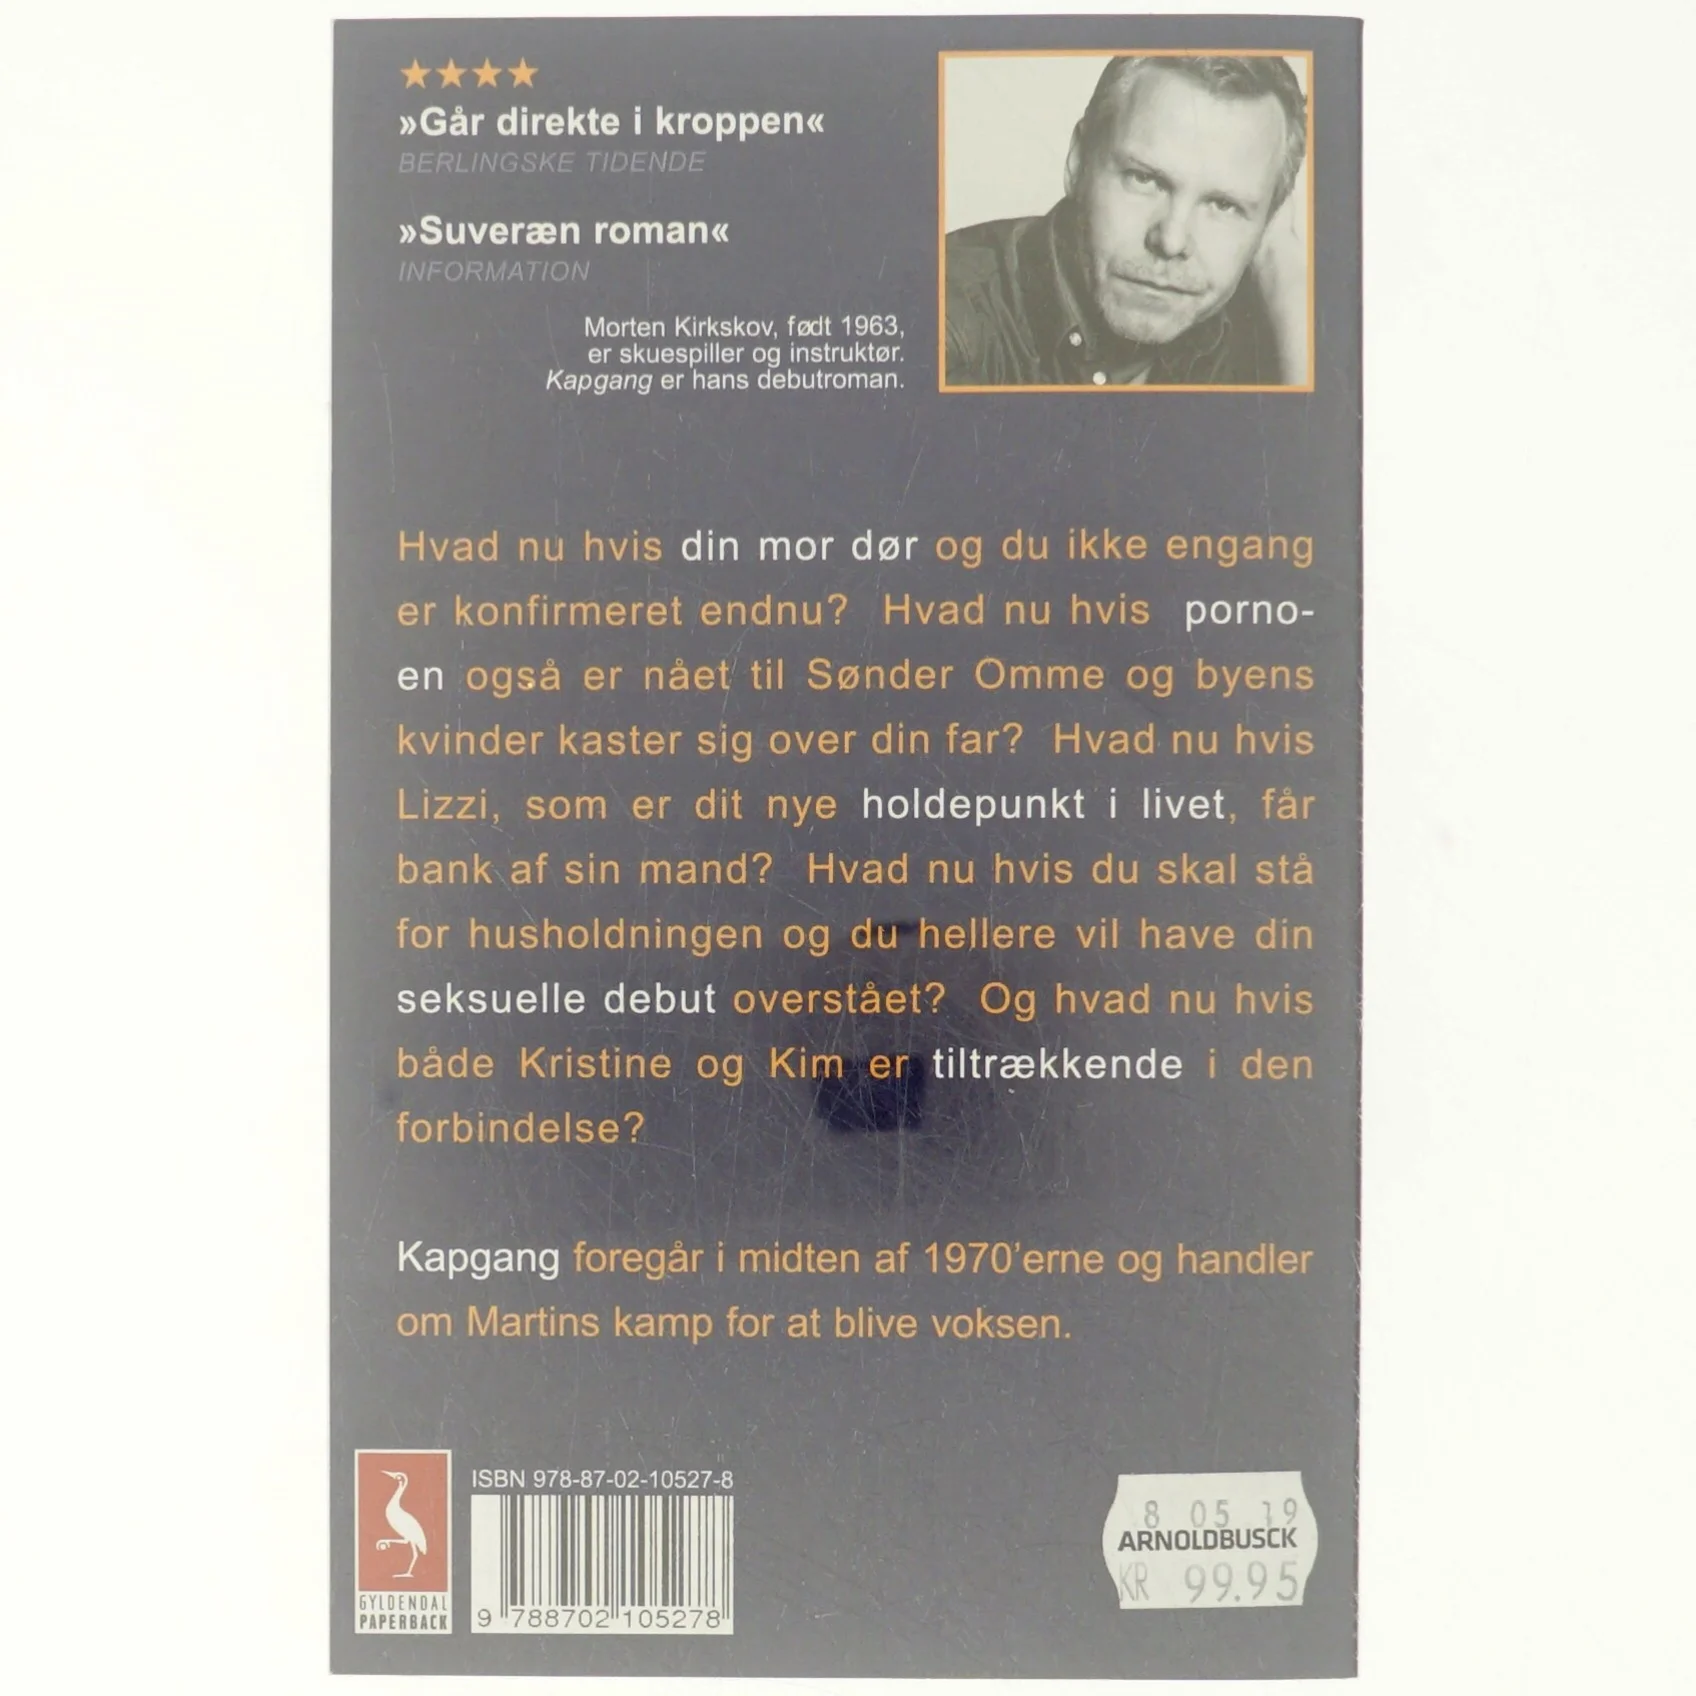 ★★★★
»Går direkte i kroppen«
BERLINGSKE TIDENDE
»Suveræn roman«
INFORMATION
Morten Kirkskov, født 1963,
er skuespiller og instruktør.
Kapgang er hans debutroman.
Hvad nu hvis din mor dør og du ikke engang
er konfirmeret endnu? Hvad nu hvis porno-
en også er nået til Sønder Omme og byens
kvinder kaster sig over din far? Hvad nu hvis
Lizzi, som er dit nye holdepunkt i livet, får
bank af sin mand? Hvad nu hvis du skal stå
for husholdningen og du hellere vil have din
seksuelle debut overstået? Og hvad nu hvis
både Kristine og Kim er tiltrækkende i den
forbindelse?
Kapgang foregår i midten af 1970'erne og handler
om Martins kamp for at blive voksen.
GYLDENDAL
PAPERBACK
ISBN 978-87-02-10527-8
9 788702 105278
8 05 19
ARNOLDBUSCK
KR 99.95